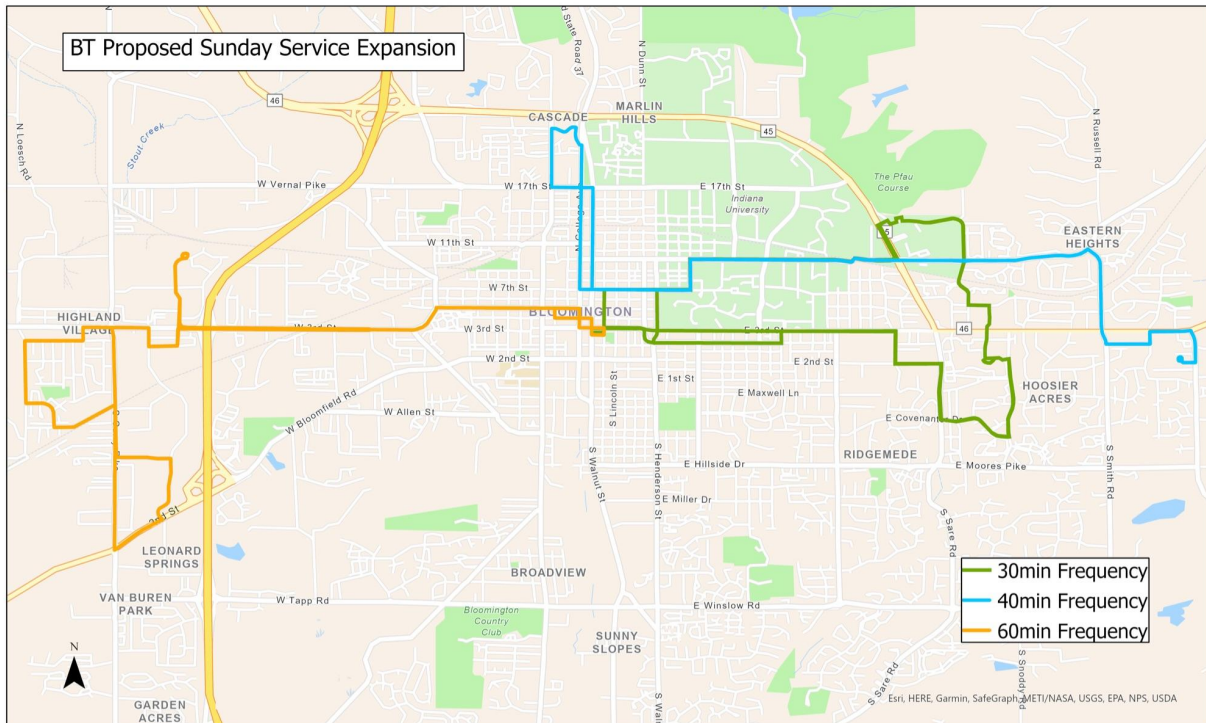 BT Proposed Sunday Service Expansion
N Loesch Rd
Stout Creek
46
d State Road 37
N Dunn St
MARLIN
HILLS
CASCADE
45
N Russell Rd
The Pfau
Course
W Vernal Pike
W 17th St
E 17th St
Indiana
University
N College Av
W 11th St
EASTERN
HEIGHTS
W 7th St
HIGHLAND
VILLAGE
BLOOMINGTON
W 3rd St
W 3rd St
E 3rd St
46
W 2nd St
E 2nd St
E 1st St
E Maxwell Ln
HOOSIER
ACRES
W Bloomfield Rd
W Allen St
S Lincoln St
E Covenanter Dr
RIDGEMEDE
E Hillside Dr
E Moores Pike
S Walnut St
S Henderson St
S Smith Rd
E Miller Dr
2nd St
S Sare Rd
LEONARD
SPRINGS
BROADVIEW
VAN BUREN
PARK
W Tapp Rd
E Winslow Rd
Bloomington
Country
Club
SUNNY
SLOPES
30min Frequency
40min Frequency
60min Frequency
N
S Sare Rd
S Snoddy Rd
S Wal
GARDEN
ACRES
Esri, HERE, Garmin, SafeGraph, METI/NASA, USGS, EPA, NPS, USDA